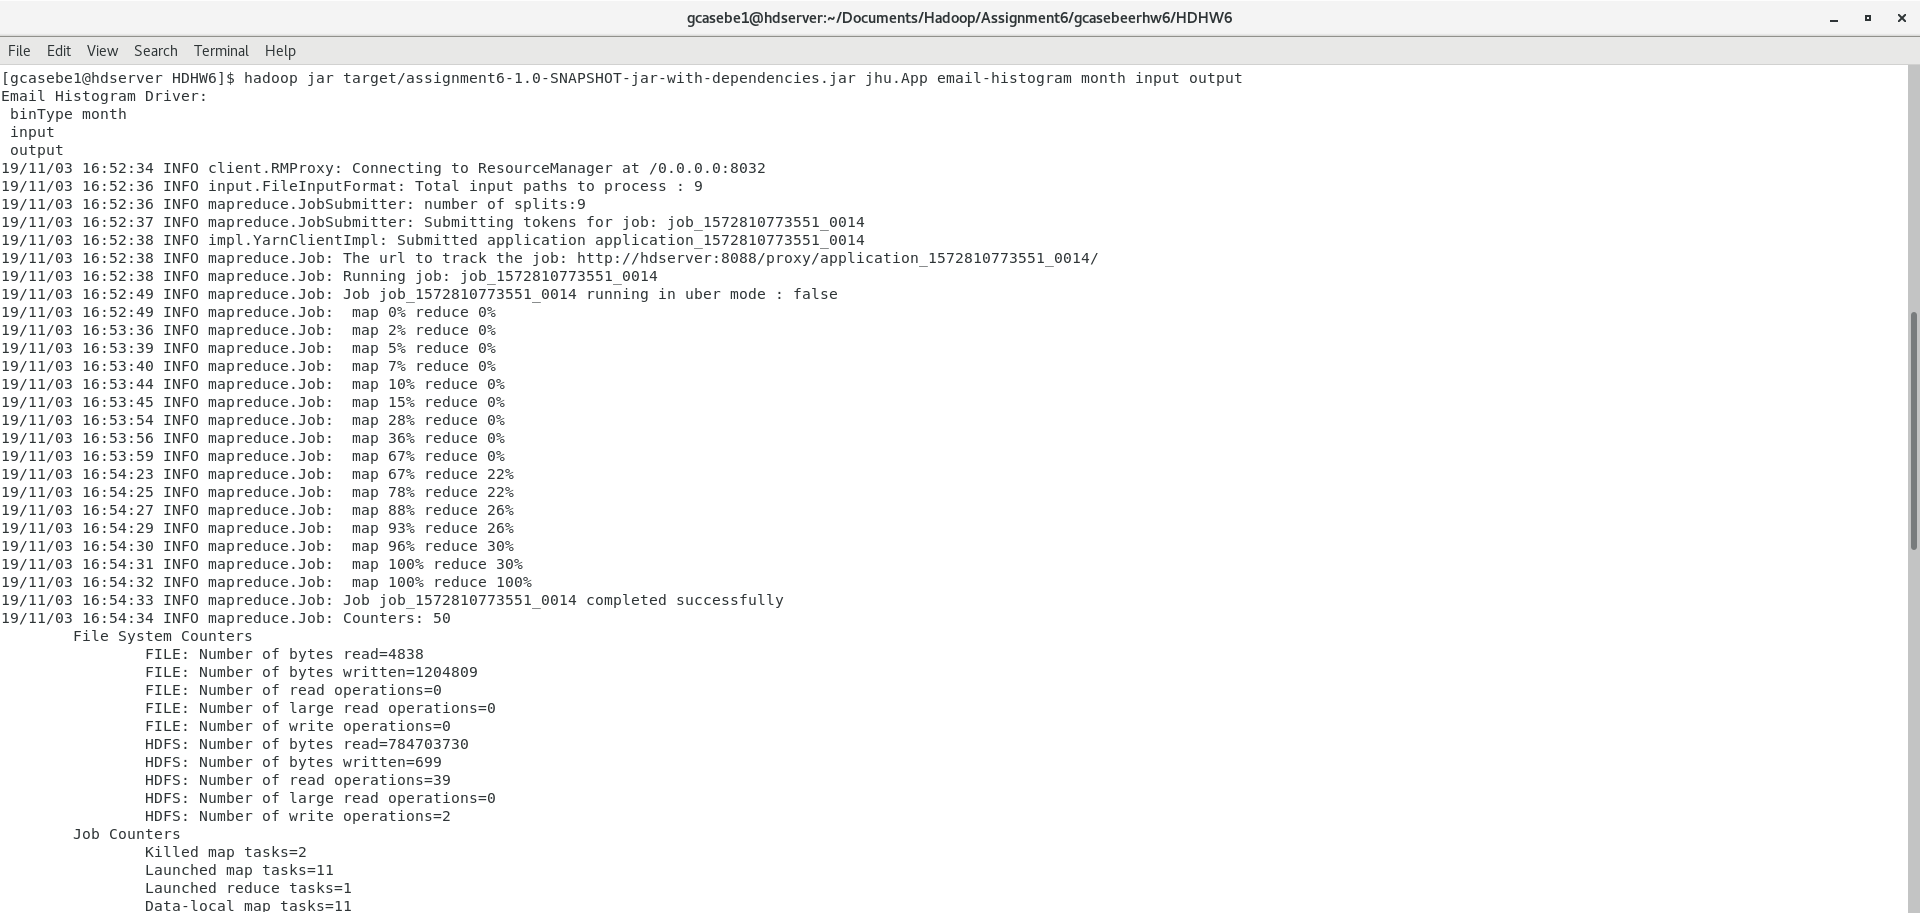 gcasebe1@hdserver:~/Documents/Hadoop/Assignment6/gcasebeerhw6/HDHW6
File Edit View Search Terminal Help
[gcasebe1@hdserver HDHW6]$ hadoop jar target/assignment6-1.0-SNAPSHOT-jar-with-dependencies.jar jhu.App email-histogram month input output
Email Histogram Driver:
 binType month
 input
 output
19/11/03 16:52:34 INFO client.RMProxy: Connecting to ResourceManager at /0.0.0.0:8032
19/11/03 16:52:36 INFO input.FileInputFormat: Total input paths to process : 9
19/11/03 16:52:36 INFO mapreduce.JobSubmitter: number of splits:9
19/11/03 16:52:37 INFO mapreduce.JobSubmitter: Submitting tokens for job: job_1572810773551_0014
19/11/03 16:52:38 INFO impl.YarnClientImpl: Submitted application application_1572810773551_0014
19/11/03 16:52:38 INFO mapreduce.Job: The url to track the job: http://hdserver:8088/proxy/application_1572810773551_0014/
19/11/03 16:52:38 INFO mapreduce.Job: Running job: job_1572810773551_0014
19/11/03 16:52:49 INFO mapreduce.Job: Job job_1572810773551_0014 running in uber mode : false
19/11/03 16:52:49 INFO mapreduce.Job:  map 0% reduce 0%
19/11/03 16:53:36 INFO mapreduce.Job:  map 2% reduce 0%
19/11/03 16:53:39 INFO mapreduce.Job:  map 5% reduce 0%
19/11/03 16:53:40 INFO mapreduce.Job:  map 7% reduce 0%
19/11/03 16:53:44 INFO mapreduce.Job:  map 10% reduce 0%
19/11/03 16:53:45 INFO mapreduce.Job:  map 15% reduce 0%
19/11/03 16:53:54 INFO mapreduce.Job:  map 28% reduce 0%
19/11/03 16:53:56 INFO mapreduce.Job:  map 36% reduce 0%
19/11/03 16:53:59 INFO mapreduce.Job:  map 67% reduce 0%
19/11/03 16:54:23 INFO mapreduce.Job:  map 67% reduce 22%
19/11/03 16:54:25 INFO mapreduce.Job:  map 78% reduce 22%
19/11/03 16:54:27 INFO mapreduce.Job:  map 88% reduce 26%
19/11/03 16:54:29 INFO mapreduce.Job:  map 93% reduce 26%
19/11/03 16:54:30 INFO mapreduce.Job:  map 96% reduce 30%
19/11/03 16:54:31 INFO mapreduce.Job:  map 100% reduce 30%
19/11/03 16:54:32 INFO mapreduce.Job:  map 100% reduce 100%
19/11/03 16:54:33 INFO mapreduce.Job: Job job_1572810773551_0014 completed successfully
19/11/03 16:54:34 INFO mapreduce.Job: Counters: 50
File System Counters
FILE: Number of bytes read=4838
FILE: Number of bytes written=1204809
FILE: Number of read operations=0
FILE: Number of large read operations=0
FILE: Number of write operations=0
HDFS: Number of bytes read=784703730
HDFS: Number of bytes written=699
HDFS: Number of read operations=39
HDFS: Number of large read operations=0
HDFS: Number of write operations=2
Job Counters
Killed map tasks=2
Launched map tasks=11
Launched reduce tasks=1
Data-local map tasks=11